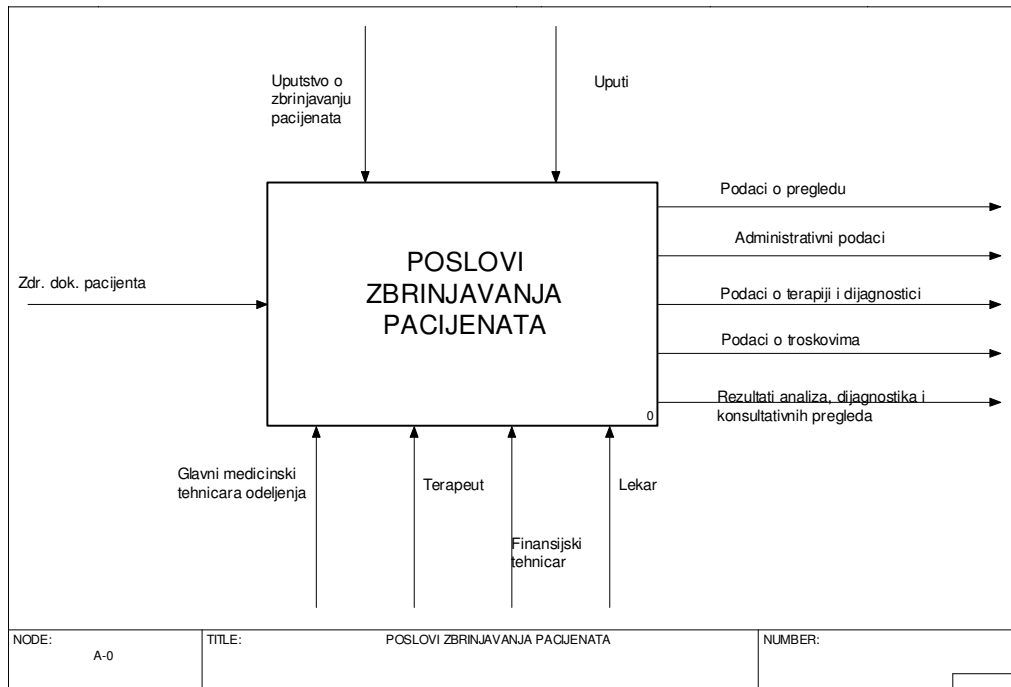 Uputstvo o
zbrinjavanju
pacijenata
Uputi
Podaci o pregledu
Administrativni podaci
POSLOVI
ZBRINJAVANJA
PACIJENATA
Zdr. dok. pacijenta
Podaci o terapiji i dijagnostici
Podaci o troskovima
Rezultati analiza, dijagnostika i
konsultativnih pregleda
0
Glavni medicinski
tehnicara odeljenja
Terapeut
Lekar
Finansijski
tehnicar
NODE:
A-0
TITLE:
POSLOVI ZBRINJAVANJA PACIJENATA
NUMBER: